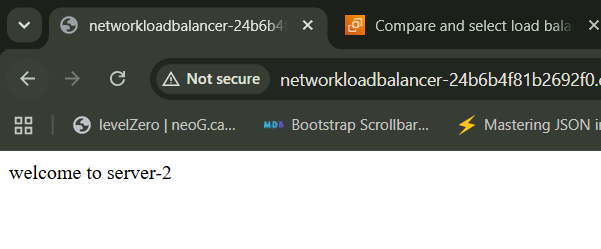 networkloadbalancer-24b6b4
Compare and select load bala
Not secure
networkloadbalancer-24b6b4f81b2692f0.
levelZero | neoG.ca...
MDB
Bootstrap Scrollbar...
Mastering JSON i
welcome to server-2